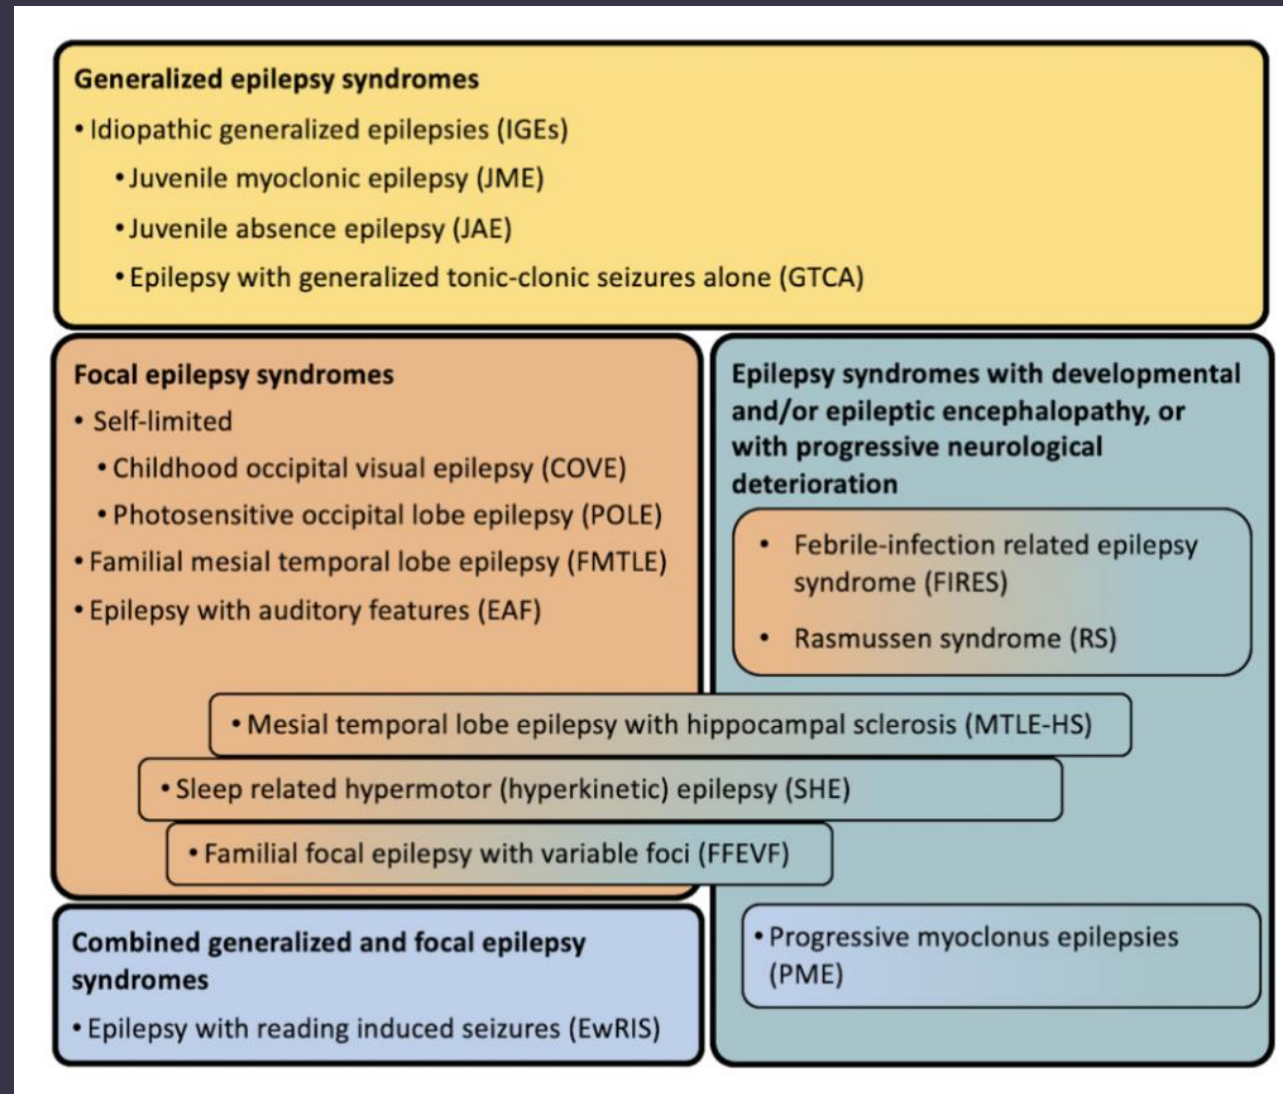 Generalized epilepsy syndromes
• Idiopathic generalized epilepsies (IGEs)
• Juvenile myoclonic epilepsy (JME)
• Juvenile absence epilepsy (JAE)
• Epilepsy with generalized tonic-clonic seizures alone (GTCA)
Focal epilepsy syndromes
• Self-limited
• Childhood occipital visual epilepsy (COVE)
• Photosensitive occipital lobe epilepsy (POLE)
• Familial mesial temporal lobe epilepsy (FMTLE)
• Epilepsy with auditory features (EAF)
Epilepsy syndromes with developmental
and/or epileptic encephalopathy, or
with progressive neurological
deterioration
• Febrile-infection related epilepsy
syndrome (FIRES)
• Rasmussen syndrome (RS)
• Mesial temporal lobe epilepsy with hippocampal sclerosis (MTLE-HS)
• Sleep related hypermotor (hyperkinetic) epilepsy (SHE)
• Familial focal epilepsy with variable foci (FFEVF)
Combined generalized and focal epilepsy
syndromes
• Epilepsy with reading induced seizures (EwRIS)
• Progressive myoclonus epilepsies
(PME)